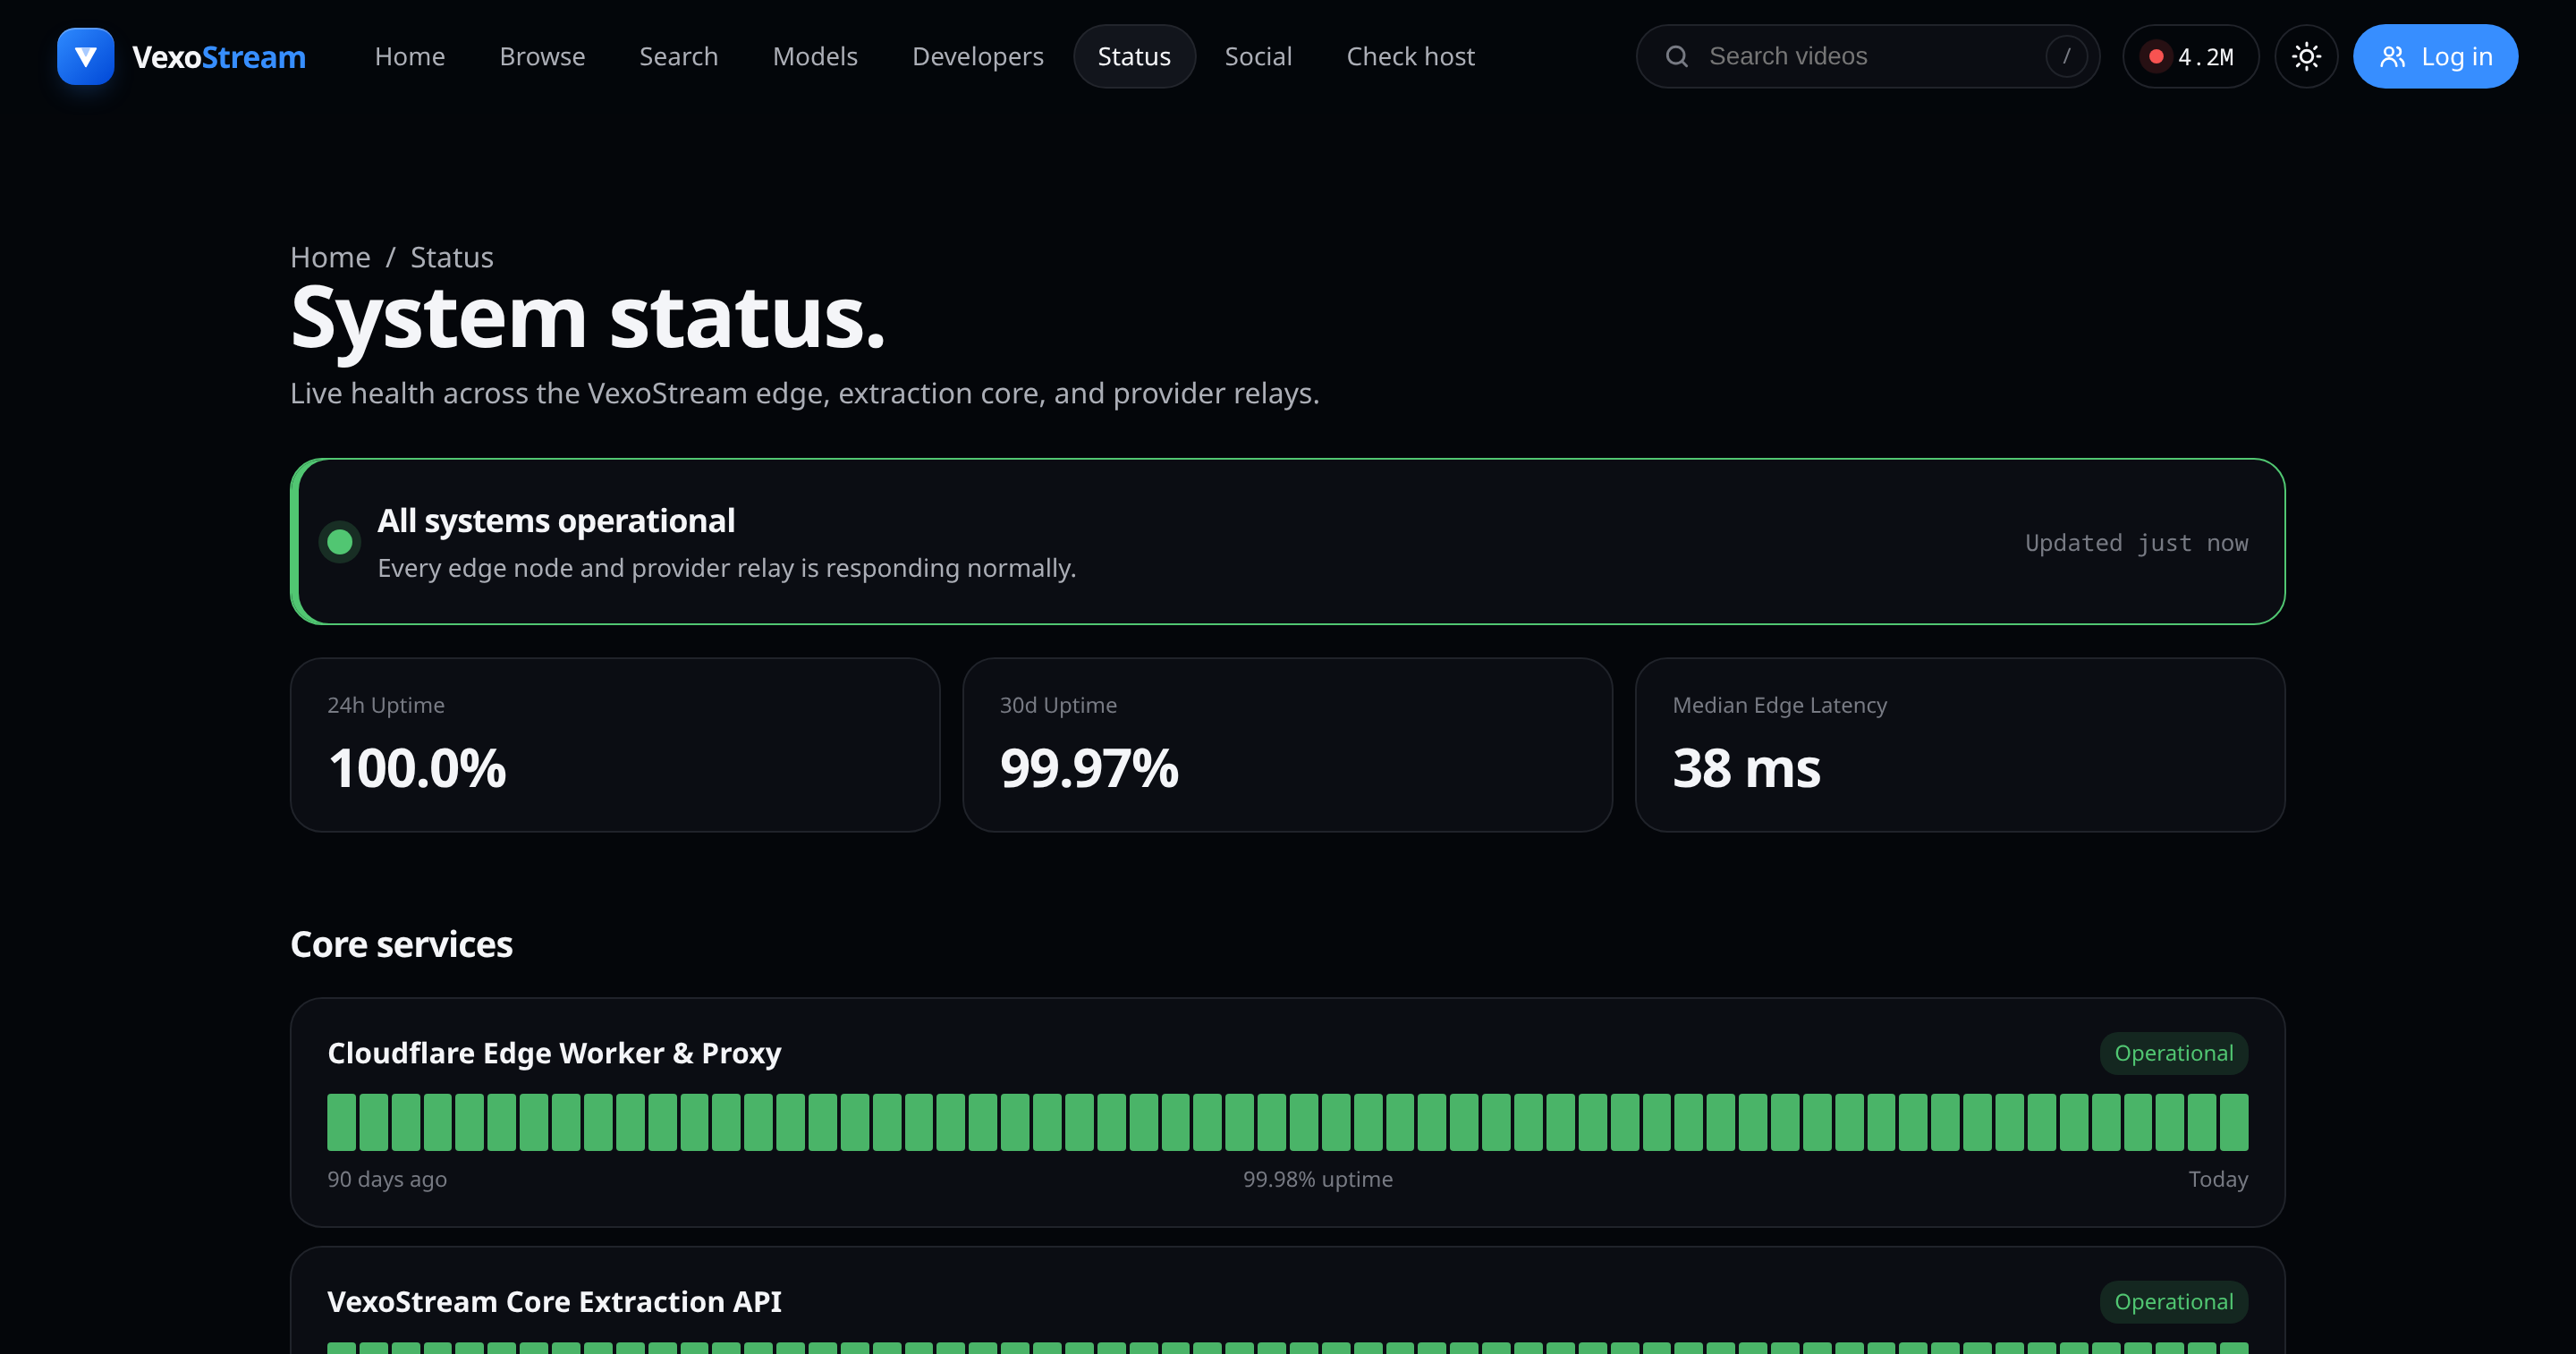 VexoStream Home Browse Search Models Developers Status Social Check host Search videos / 4.2M Log in
Home / Status
System status.
Live health across the VexoStream edge, extraction core, and provider relays.
All systems operational
Every edge node and provider relay is responding normally.
Updated just now
24h Uptime
100.0%
30d Uptime
99.97%
Median Edge Latency
38 ms
Core services
Cloudflare Edge Worker & Proxy
Operational
90 days ago 99.98% uptime Today
VexoStream Core Extraction API
Operational